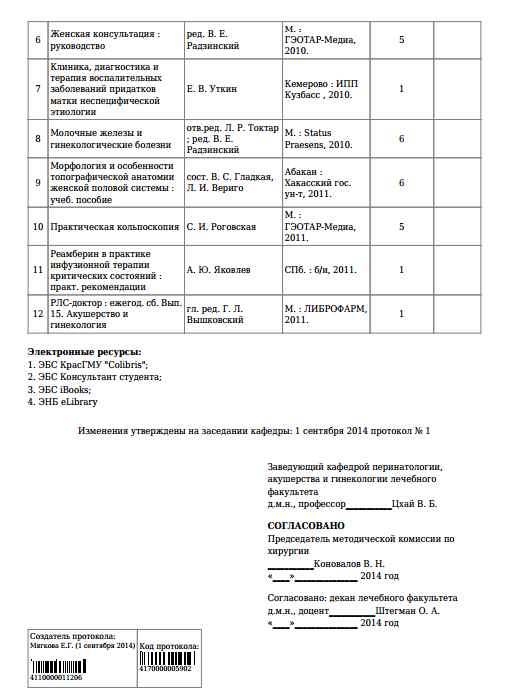 6 Женская консультация : руководство ред. В. Е. Радзинский М. : ГЭОТАР-Медиа, 2010. 5
7 Клиника, диагностика и терапия воспалительных заболеваний придатков матки неспецифической этиологии Е. В. Уткин Кемерово : ИПП Кузбасс , 2010. 1
8 Молочные железы и гинекологические болезни отв.ред. Л. Р. Токтар ; ред. В. Е. Радзинский М. : Status Praesens, 2010. 6
9 Морфология и особенности топографической анатомии женской половой системы : учеб. пособие сост. В. С. Гладкая, Л. И. Вериго Абакан : Хакасский гос. ун-т, 2011. 6
10 Практическая кольпоскопия С. И. Роговская М. : ГЭОТАР-Медиа, 2011. 5
11 Реамберин в практике инфузионной терапии критических состояний : практ. рекомендации А. Ю. Яковлев СПб. : б/и, 2011. 1
12 РЛС-доктор : ежегод. сб. Вып. 15. Акушерство и гинекология гл. ред. Г. Л. Вышковский М. : ЛИБРОФАРМ, 2011. 1
Электронные ресурсы:
1. ЭБС КрасГМУ "Colibris";
2. ЭБС Консультант студента;
3. ЭБС iBooks;
4. ЭНБ eLibrary
Изменения утверждены на заседании кафедры: 1 сентября 2014 протокол № 1
Заведующий кафедрой перинатологии,
акушерства и гинекологии лечебного
факультета
д.м.н., профессор___________Цхай В. Б.
СОГЛАСОВАНО
Председатель методической комиссии по
хирургии
___________Коновалов В. Н.
«____»_______________ 2014 год
Согласовано: декан лечебного факультета
д.м.н., доцент___________Штегман О. А.
«____»_______________ 2014 год
Создатель протокола:
Мягкова Е.Г. (1 сентября 2014)
4110000011206
Код протокола:
4170000005902